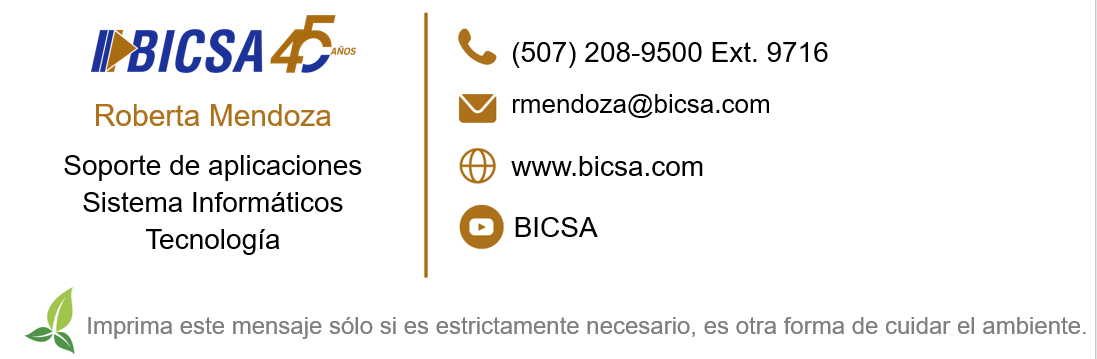 BICSA 45 AÑOS
Roberta Mendoza
Soporte de aplicaciones
Sistema Informáticos
Tecnología
(507) 208-9500 Ext. 9716
rmendoza@bicsa.com
www.bicsa.com
BICSA
Imprima este mensaje sólo si es estrictamente necesario, es otra forma de cuidar el ambiente.